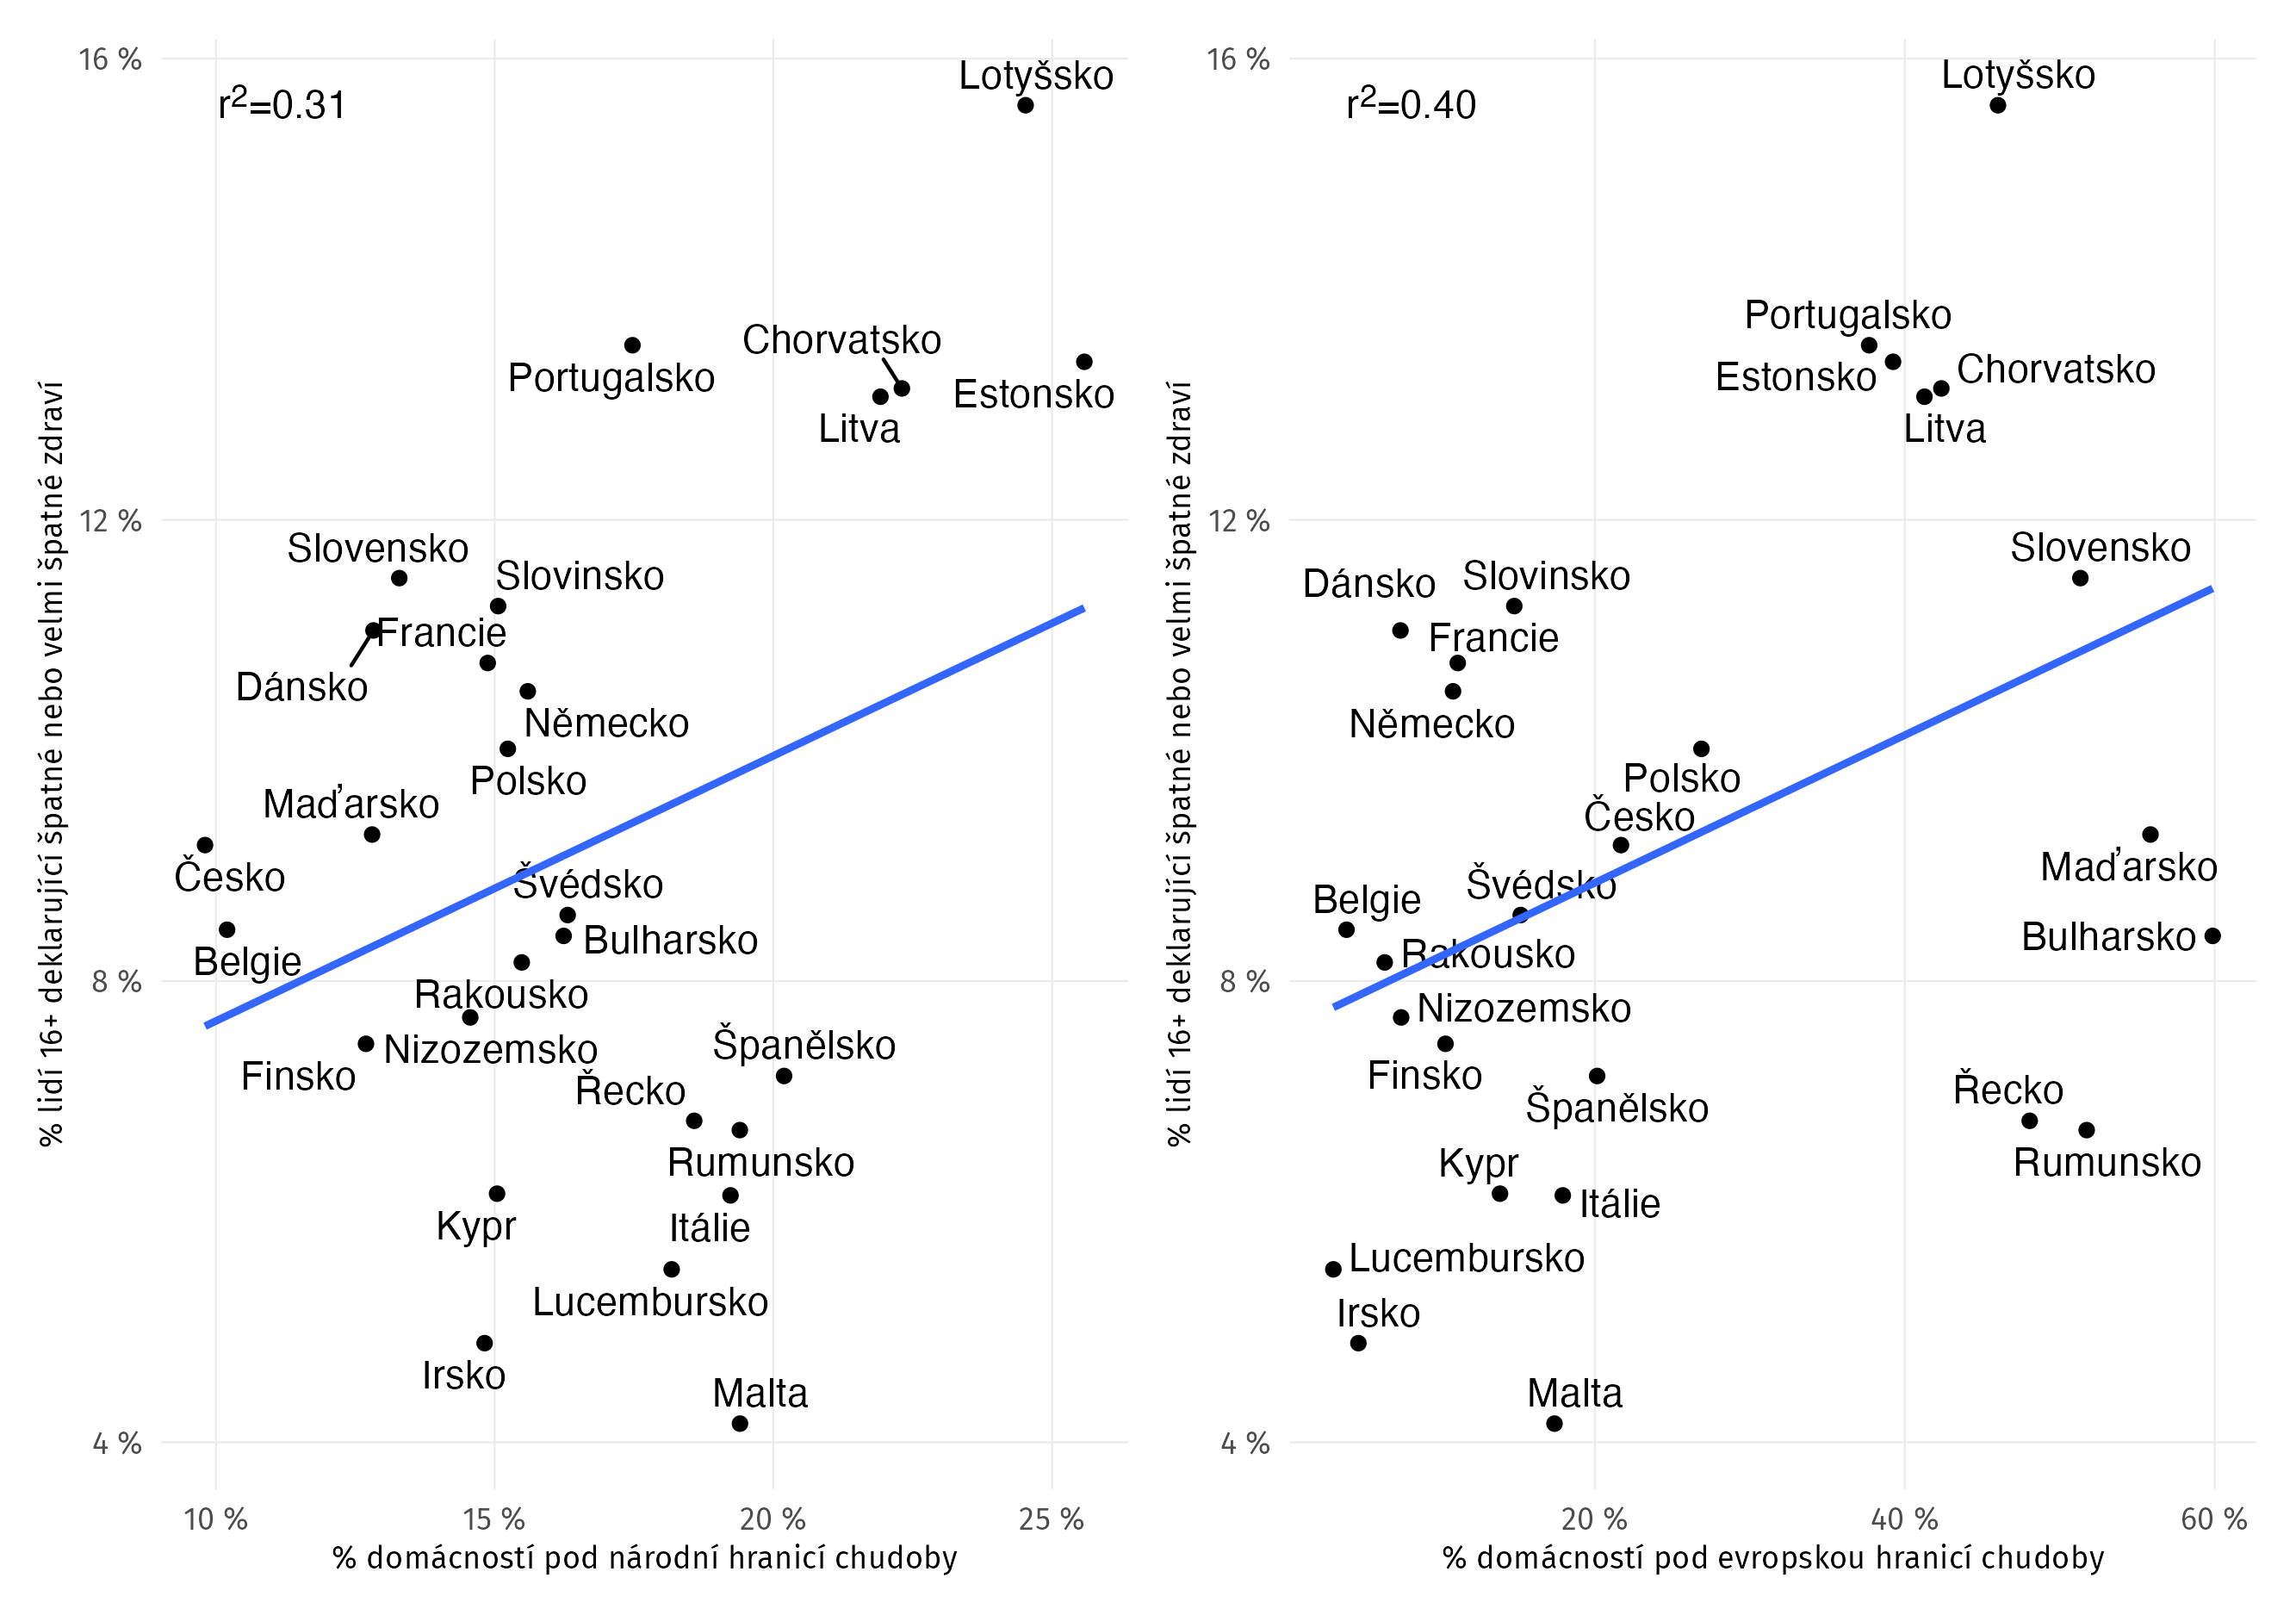 16 %
12 %
8 %
4 %
% lidí 16+ deklarující špatné nebo velmi špatné zdraví
r²=0.31
Lotyšsko
Chorvatsko
Portugalsko
Estonsko
Litva
Slovensko
Slovinsko
Francie
Dánsko
Německo
Polsko
Maďarsko
Česko
Švédsko
Bulharsko
Belgie
Rakousko
Nizozemsko
Finsko
Španělsko
Řecko
Rumunsko
Kypr
Itálie
Lucembursko
Irsko
Malta
10 %
15 %
20 %
25 %
% domácností pod národní hranicí chudoby
16 %
12 %
8 %
4 %
% lidí 16+ deklarující špatné nebo velmi špatné zdraví
r²=0.40
Lotyšsko
Portugalsko
Estonsko
Chorvatsko
Litva
Slovensko
Dánsko
Slovinsko
Francie
Německo
Polsko
Česko
Maďarsko
Švédsko
Belgie
Bulharsko
Rakousko
Nizozemsko
Finsko
Řecko
Španělsko
Kypr
Rumunsko
Itálie
Lucembursko
Irsko
Malta
20 %
40 %
60 %
% domácností pod evropskou hranicí chudoby